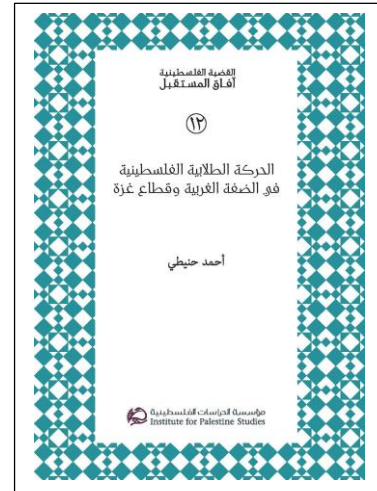 القضية الفلسطينية
آفاق المستقبل
١٢
الحركة الطلابية الفلسطينية
في الضفة الغربية وقطاع غزة
أحمد حنيطي
مؤسسة الدراسات الفلسطينية
Institute for Palestine Studies